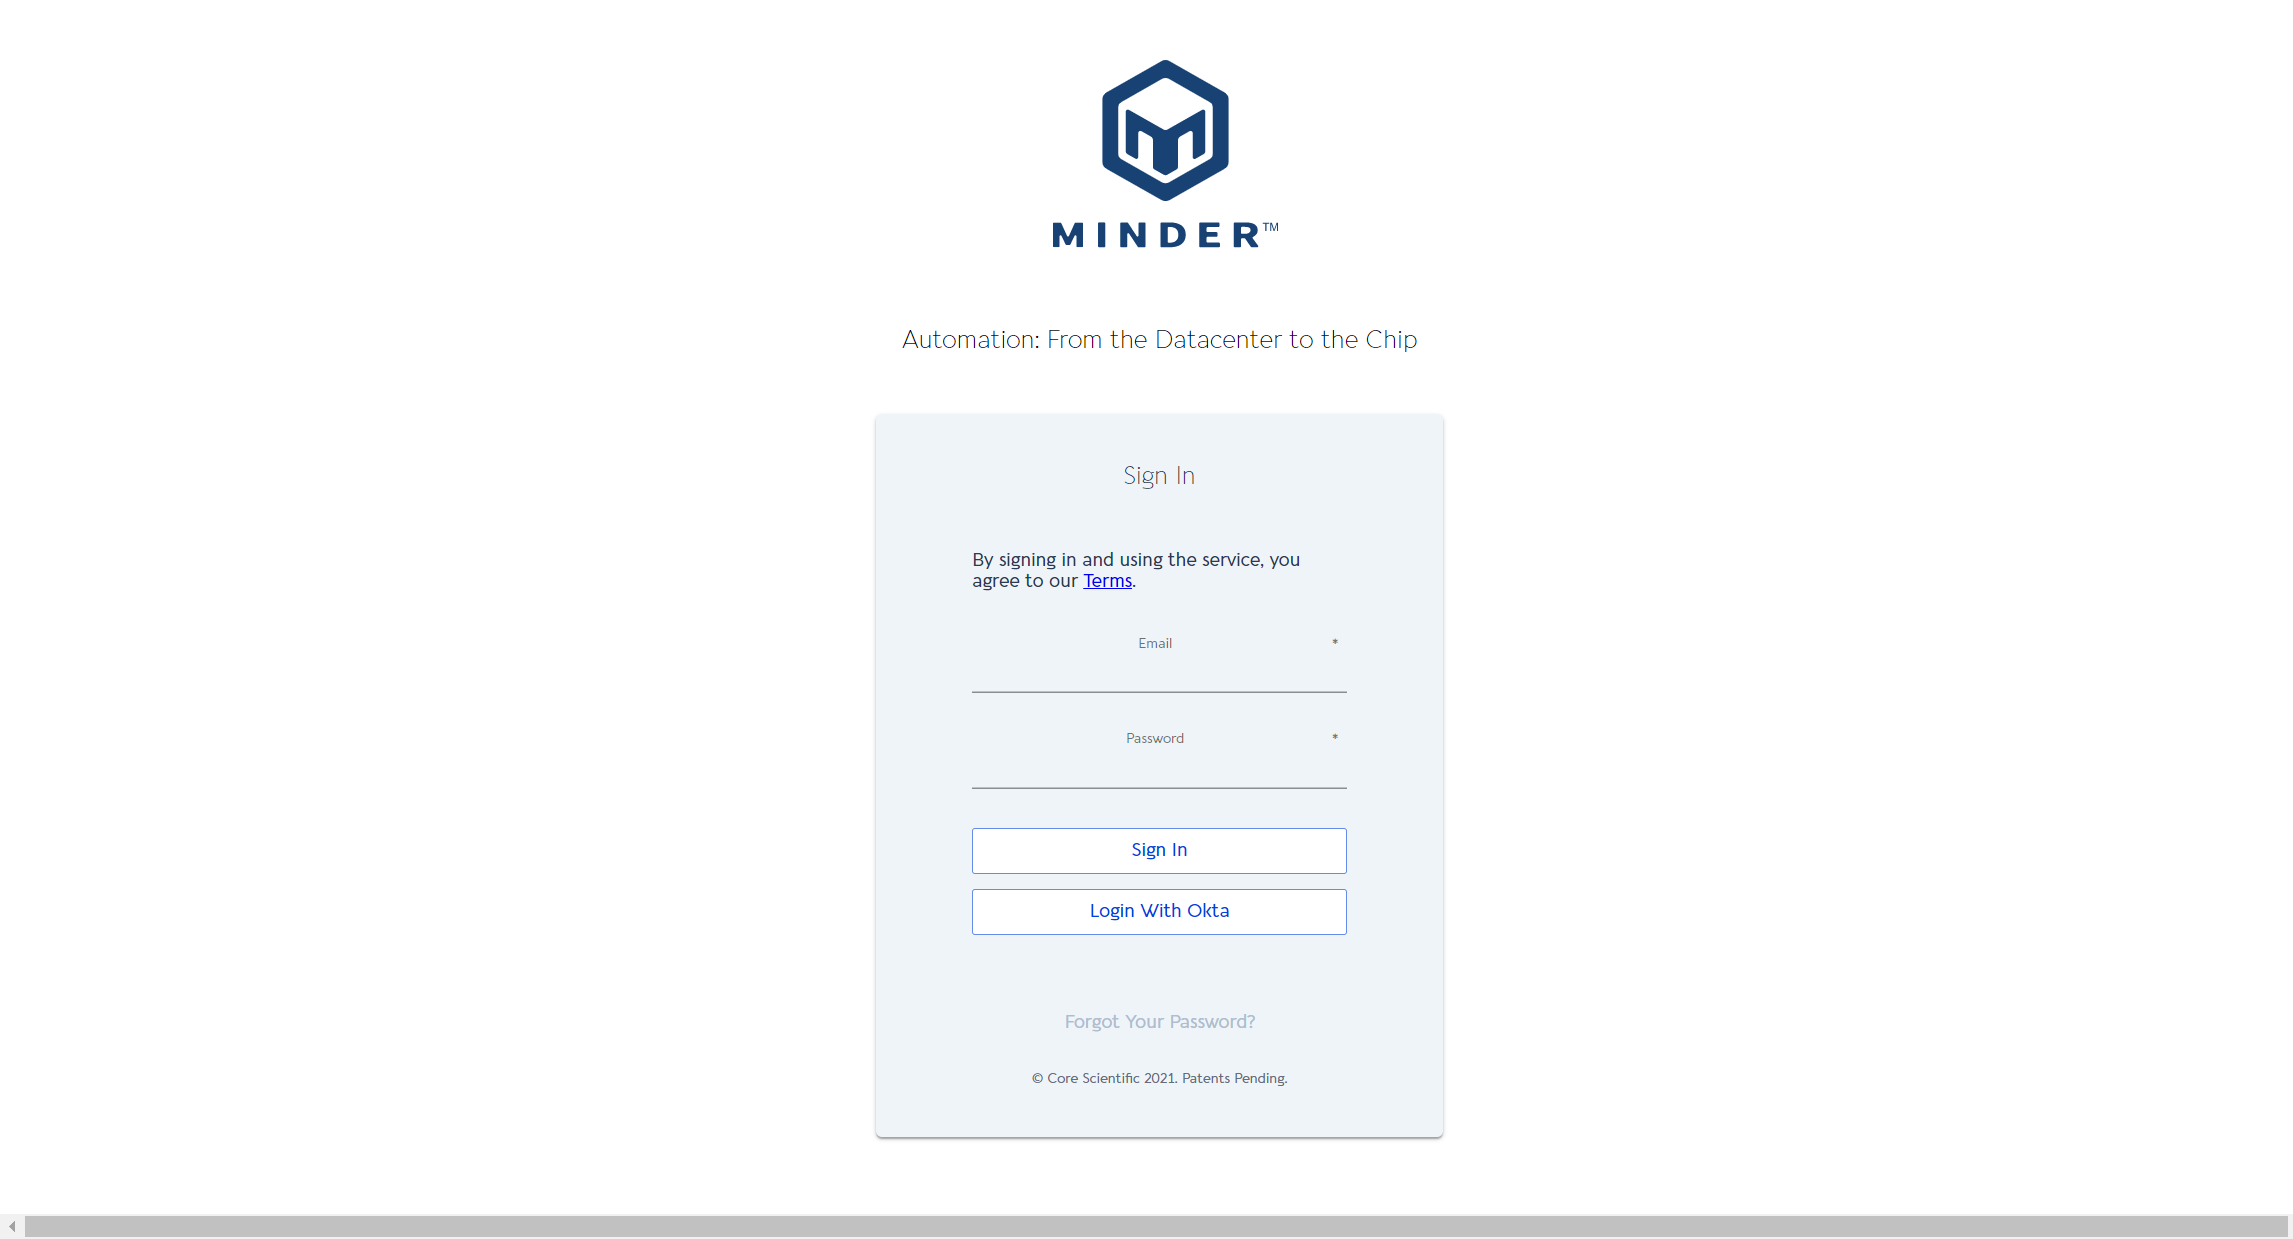 MINDER™
Automation: From the Datacenter to the Chip
Sign In
By signing in and using the service, you
agree to our Terms.
Email *
Password *
Sign In
Login With Okta
Forgot Your Password?
© Core Scientific 2021. Patents Pending.